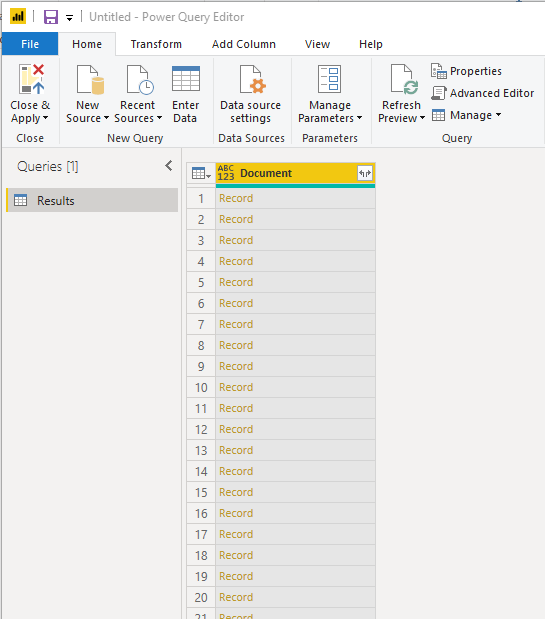 Untitled - Power Query Editor
File Home Transform Add Column View Help
Close & Apply New Source Recent Sources Enter Data Data source settings Manage Parameters Refresh Preview Properties
Advanced Editor
Manage
Close New Query Data Sources Parameters Query
Queries [1]
Results
ABC 123 Document
1 Record
2 Record
3 Record
4 Record
5 Record
6 Record
7 Record
8 Record
9 Record
10 Record
11 Record
12 Record
13 Record
14 Record
15 Record
16 Record
17 Record
18 Record
19 Record
20 Record
21 Record